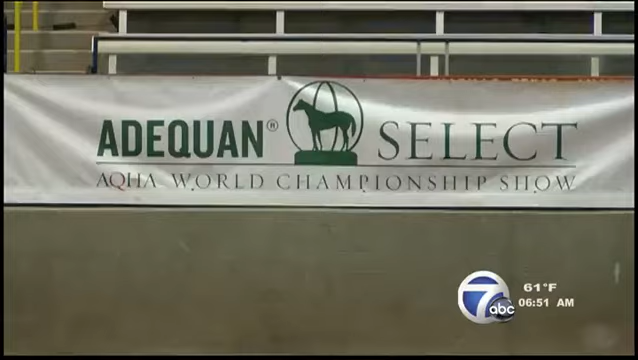 ADEQUAN® SELECT
AQHA WORLD CHAMPIONSHIP SHOW
61°F
7 abc
06:51 AM